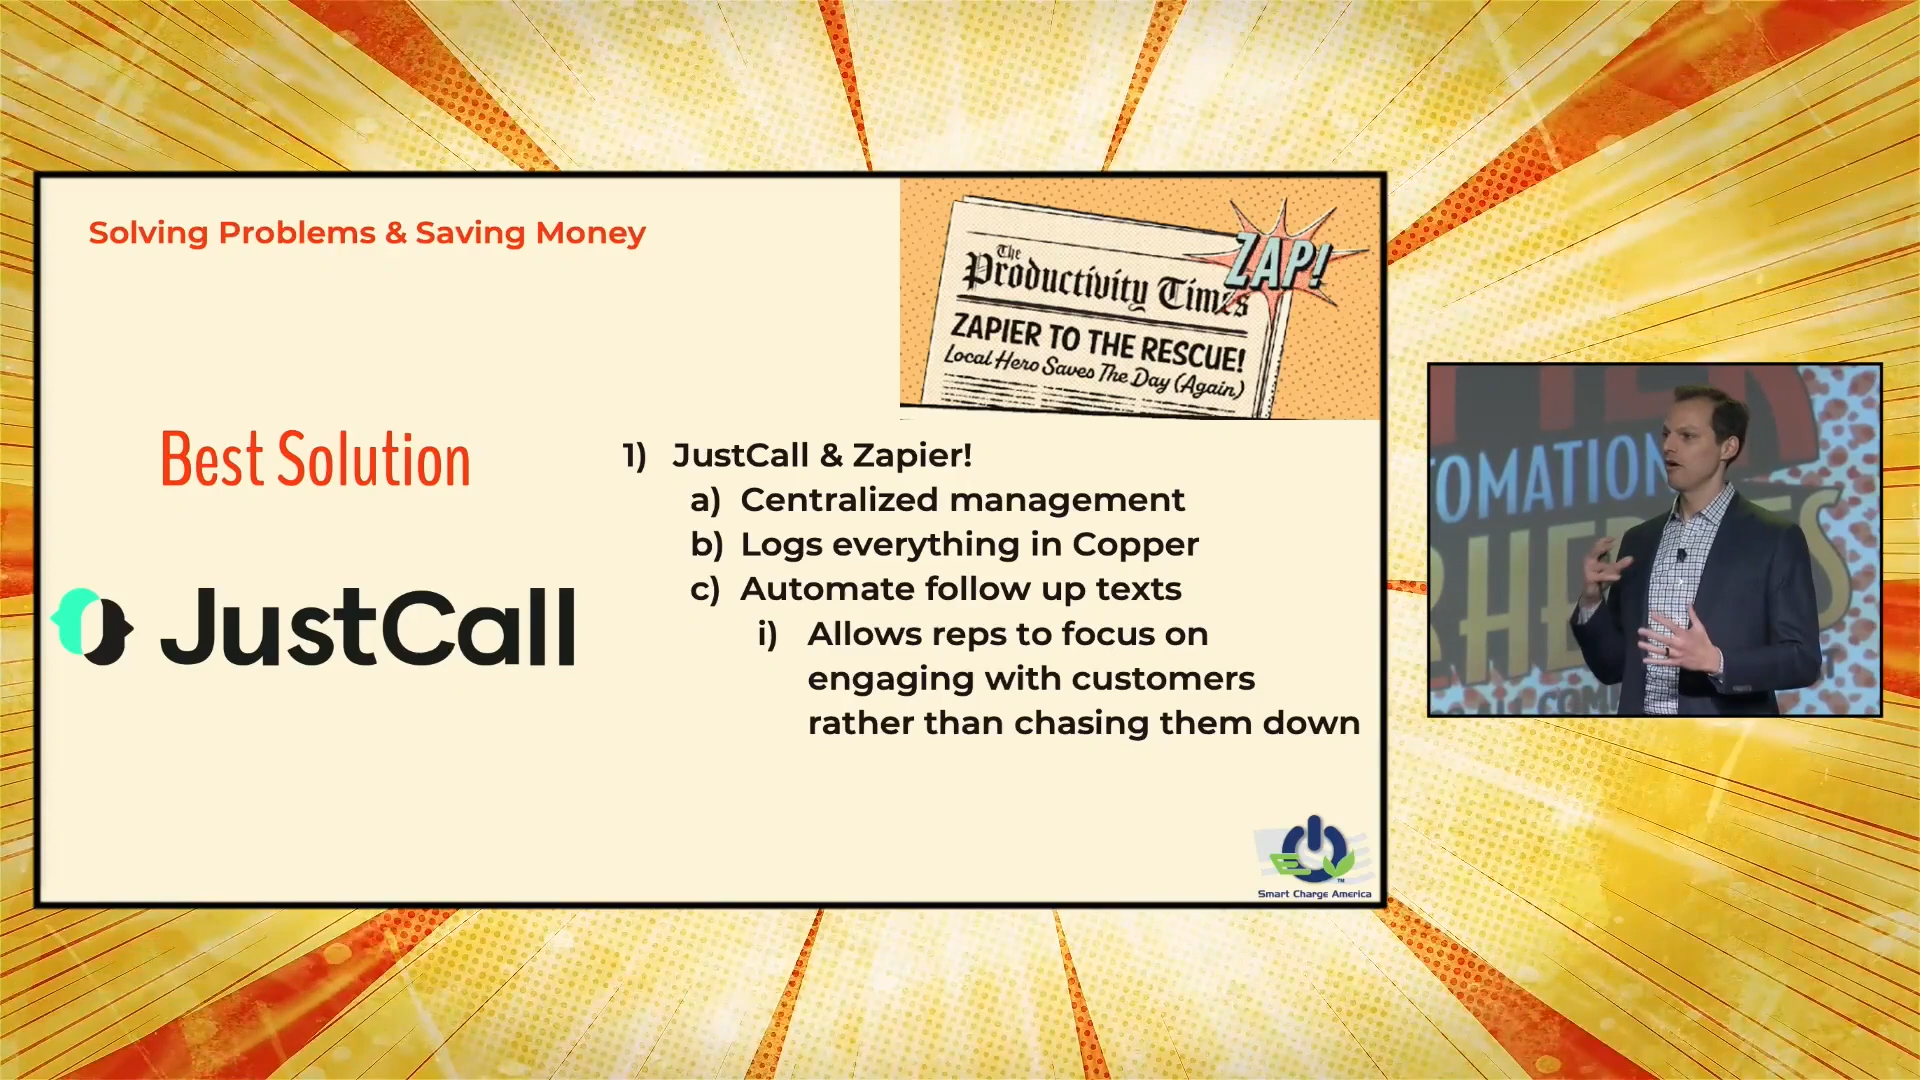 Solving Problems & Saving Money
The
Productivity Times
ZAP!
ZAPIER TO THE RESCUE!
Local Hero Saves The Day (Again)
Best Solution
JustCall
1) JustCall & Zapier!
a) Centralized management
b) Logs everything in Copper
c) Automate follow up texts
i) Allows reps to focus on
engaging with customers
rather than chasing them down
EV
TM
Smart Charge America
OMATION